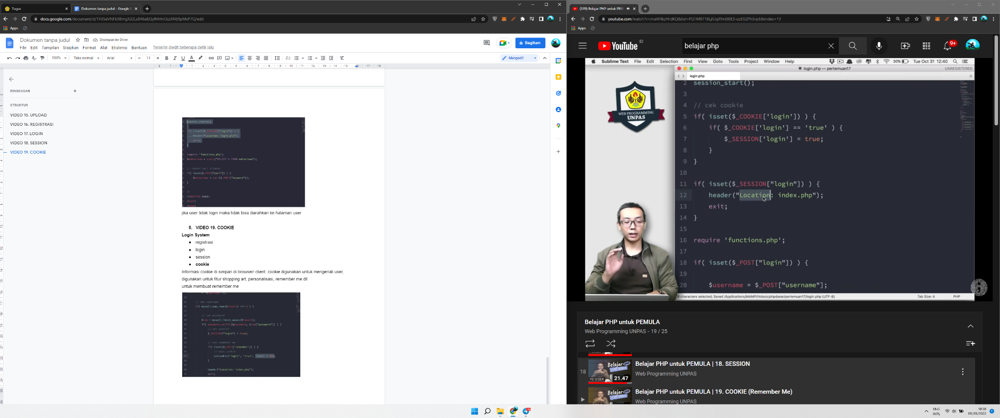 Tugas
Dokumen tanpa judul - Google D
docs.google.com/document/d/1Y4SeVNFk9BmgX32LsB46afjQyfMrtnOzzXMj9pMxP7Q/edit
Apps
Dokumen tanpa judul
Disimpan ke Drive
File Edit Tampilan Sisipkan Format Alat Ekstensi Bantuan
Terakhir diedit beberapa detik lalu
Bagikan
100% Teks normal Arial 11
Mengedit
RINGKASAN
STRUKTUR
VIDEO 15. UPLOAD
VIDEO 16. REGISTRASI
VIDEO 17. LOGIN
VIDEO 18. SESSION
VIDEO 19. COOKIE
session_start();
if( !isset($_SESSION["login"]) ) {
header("Location: login.php");
exit;
}
require 'functions.php';
$mahasiswa = query("SELECT * FROM mahasiswa");
// tombol cari ditekan
if( isset($_POST["cari"]) ) {
$mahasiswa = cari($_POST["keyword"]);
}
?>
<!DOCTYPE html>
<html>
<head>
jika user tidak login maka tidak bisa diarahkan ke halaman user
5. VIDEO 19. COOKIE
Login System
● registrasi
● login
● session
● cookie
Informasi cookie di simpan di browser/ client. cookie digunakan untuk mengenali user,
digunakan untuk fitur shopping art, personalisasi, remember me dll
untuk membuat remember me
// cek username
if( mysqli_num_rows($result) === 1 ) {
// cek password
$row = mysqli_fetch_assoc($result);
if( password_verify($password, $row["password"]) ) {
// set session
$_SESSION["login"] = true;
// cek remember me
if( isset($_POST['remember']) ) {
// buat cookie
setcookie('login', 'true', time() + 60);
}
header("Location: index.php");
exit;
(339) Belajar PHP untuk PEM
youtube.com/watch?v=maW4kzHrdKQ&list=PLFIM0718LjIUqXfmEIBE3-uzERZPh3vp6&index=19
Apps
YouTube ID
belajar php
9+
Sublime Text File Edit Selection Find View Goto Tools Project Window Help
30% Tue Oct 31 12:40
login.php — pertemuan17
UNREGISTERED
login.php
WEB PROGRAMMING
UNPAS
2 session_start();
3
4 // cek cookie
5 if( isset($_COOKIE['login']) ) {
6 if( $_COOKIE['login'] == 'true' ) {
7 $_SESSION['login'] = true;
8 }
9 }
10
11 if( isset($_SESSION["login"]) ) {
12 header("Location: index.php");
13 exit;
14 }
15
16 require 'functions.php';
17
18 if( isset($_POST["login"]) ) {
19
20 $username = $_POST["username"];
8 characters selected; Saved /Applications/MAMP/htdocs/phpdasar/pertemuan17/login.php (UTF-8)
Tab Size: 4 PHP
Belajar PHP untuk PEMULA
Web Programming UNPAS - 19 / 25
18
Belajar PHP
21.47
Belajar PHP untuk PEMULA | 18. SESSION
Web Programming UNPAS
Belajar PHP
Belajar PHP untuk PEMULA | 19. COOKIE (Remember Me)
Web Programming UNPAS
ENG
INTL
19:58
09/05/2022